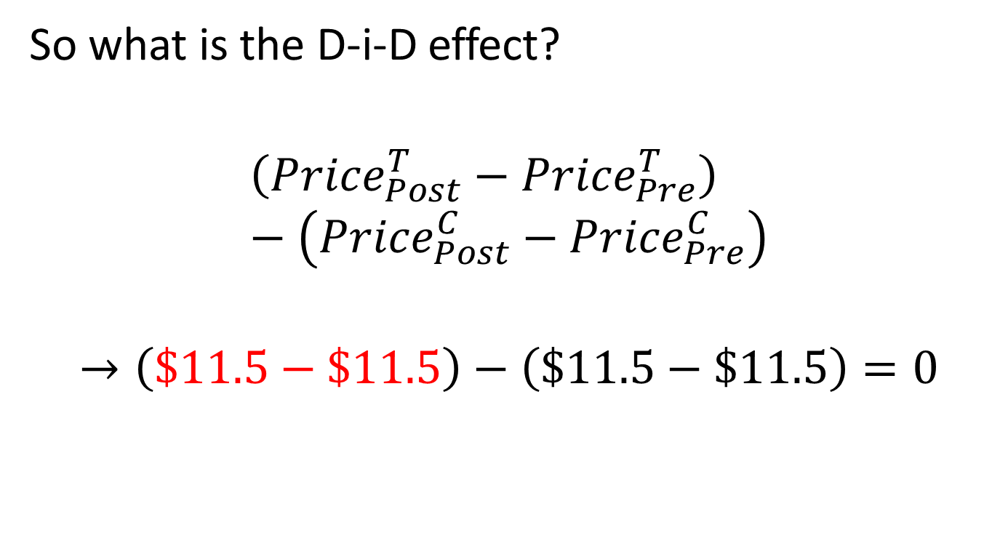 So what is the D-i-D effect?
(Price^T_Post − Price^T_Pre)
− (Price^C_Post − Price^C_Pre)
→ ($11.5 − $11.5) − ($11.5 − $11.5) = 0